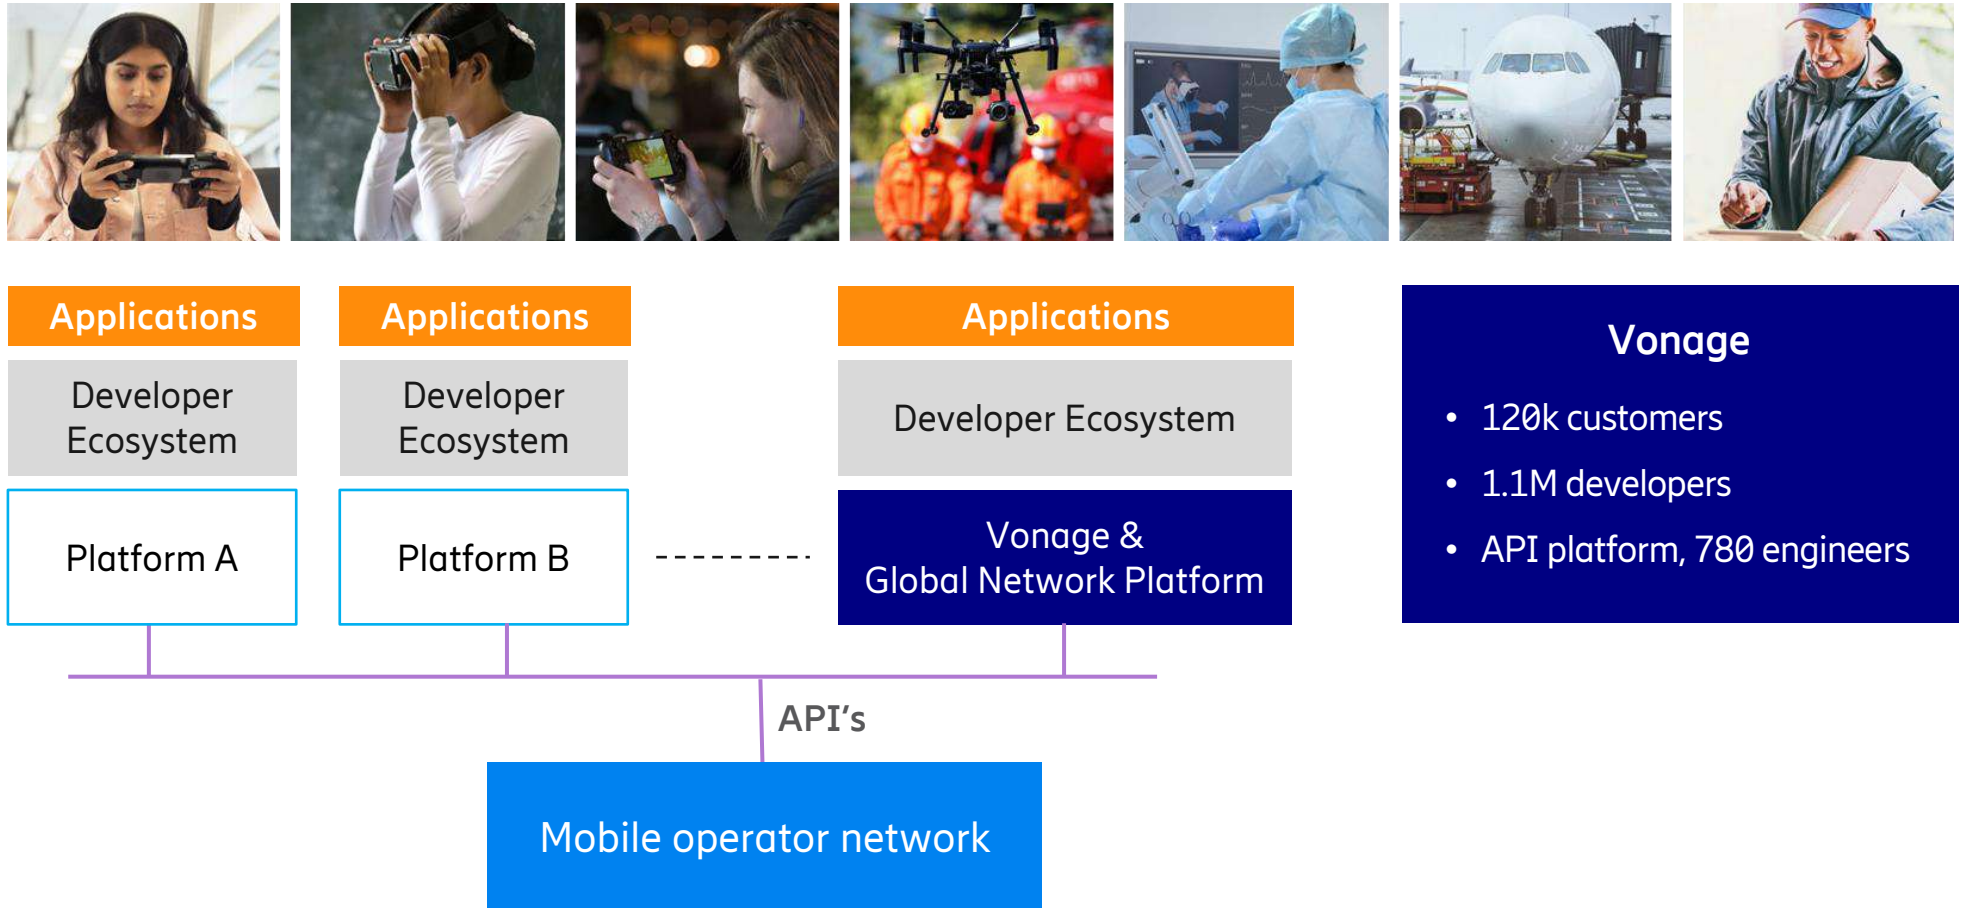 Applications
Applications
Applications
Developer
Ecosystem
Developer
Ecosystem
Developer Ecosystem
Platform A
Platform B
Vonage &
Global Network Platform
API's
Mobile operator network
Vonage
• 120k customers
• 1.1M developers
• API platform, 780 engineers